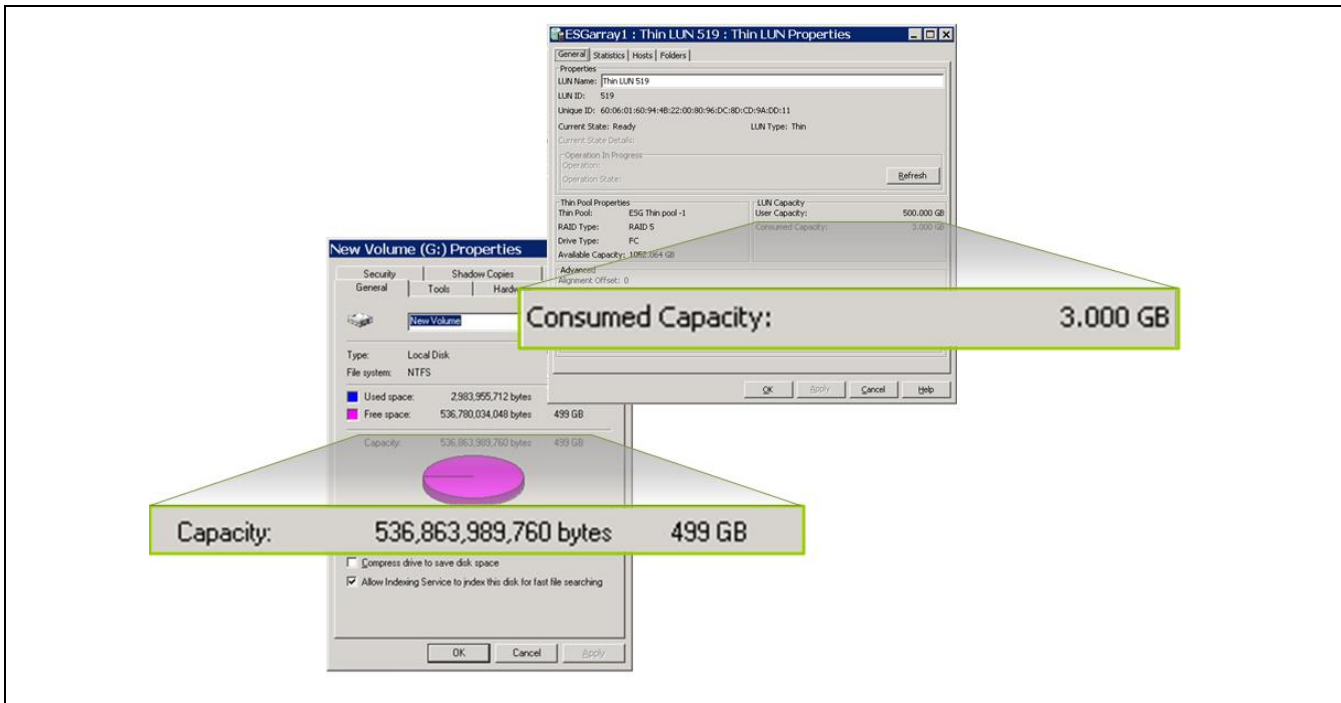 ESGarray1 : Thin LUN 519 : Thin LUN Properties
General Statistics Hosts Folders
Properties
LUN Name: Thin LUN 519
LUN ID: 519
Unique ID: 60:06:01:60:94:4B:22:00:80:96:DC:8D:CD:9A:DD:11
Current State: Ready LUN Type: Thin
Current State Details:
Operation In Progress
Operation:
Operation State:
Refresh
Thin Pool Properties LUN Capacity
Thin Pool: ESG Thin pool -1 User Capacity: 500.000 GB
RAID Type: RAID 5 Consumed Capacity: 3.000 GB
Drive Type: FC
Available Capacity: 1052.064 GB
Advanced
Alignment Offset: 0
Consumed Capacity: 3.000 GB
OK Apply Cancel Help
New Volume (G:) Properties
Security Shadow Copies
General Tools Hardw
New Volume
Type: Local Disk
File system: NTFS
Used space: 2,983,955,712 bytes
Free space: 536,780,034,048 bytes 499 GB
Capacity: 536,863,989,760 bytes 499 GB
Capacity: 536,863,989,760 bytes 499 GB
Compress drive to save disk space
Allow Indexing Service to index this disk for fast file searching
OK Cancel Apply